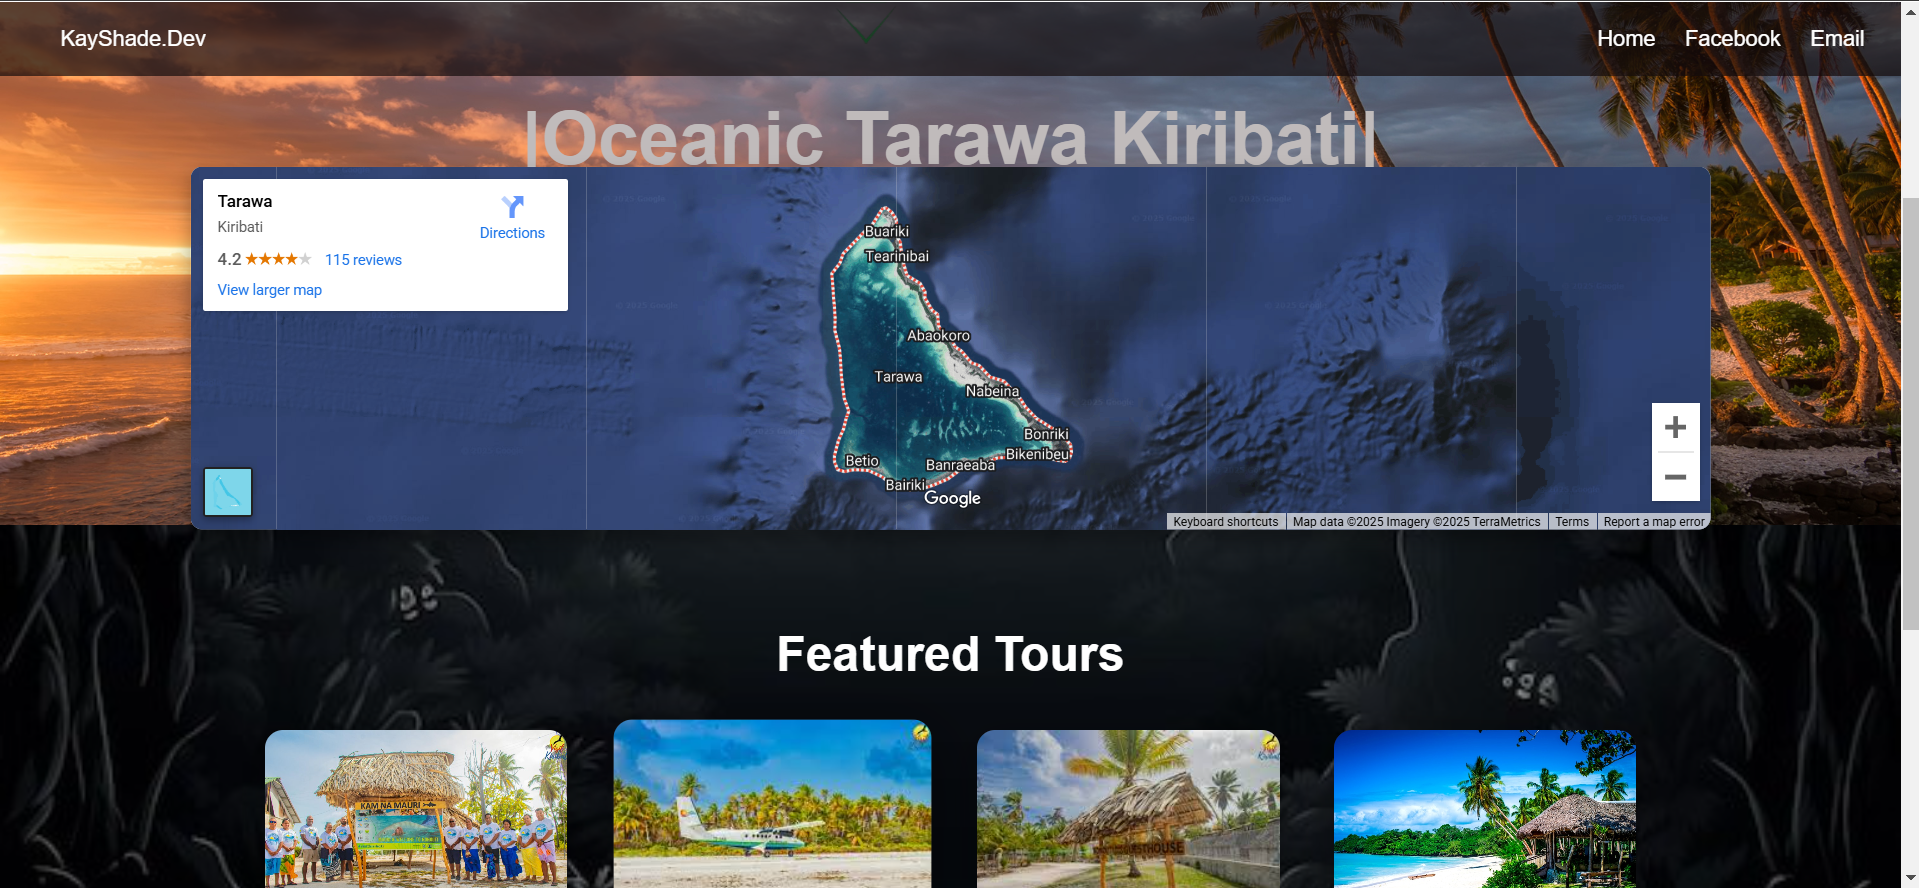 KayShade.Dev
Home Facebook Email
|Oceanic Tarawa Kiribati|
Tarawa
Kiribati
Directions
4.2
115 reviews
View larger map
Buariki
Tearinibai
Abaokoro
Tarawa
Nabeina
Bonriki
Bikenibeu
Betio
Banraeaba
Bairiki
Google
Keyboard shortcuts
Map data ©2025 Imagery ©2025 TerraMetrics
Terms
Report a map error
Featured Tours
KAM NA MAURI